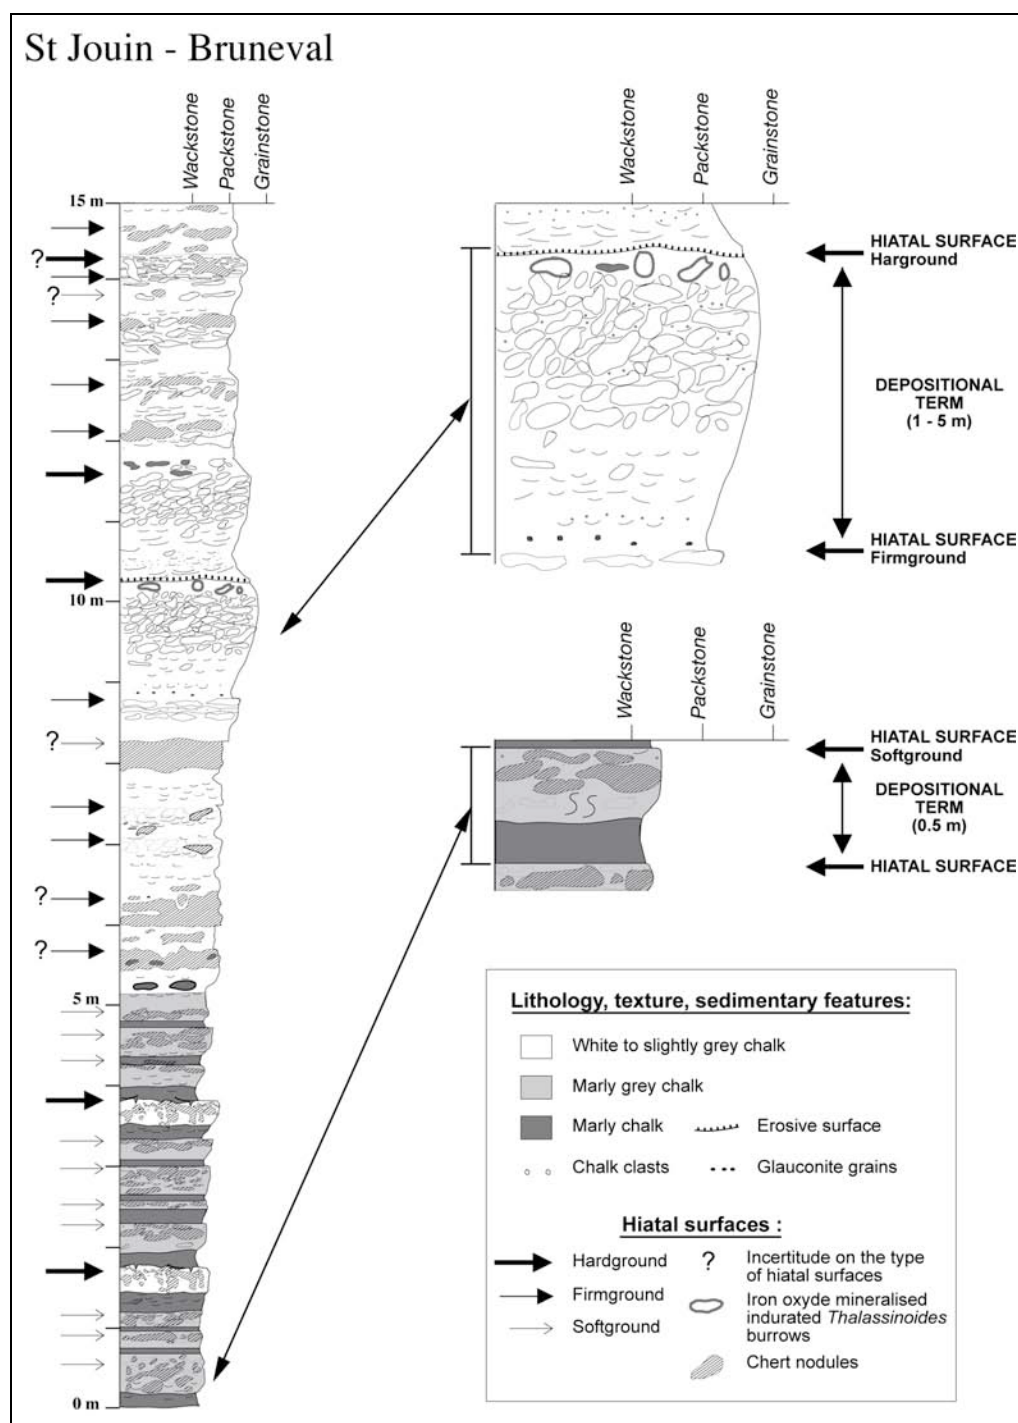 St Jouin - Bruneval
Wackstone
Packstone
Grainstone
15 m
?
?
10 m
?
?
?
5 m
0 m
Wackstone
Packstone
Grainstone
HIATAL SURFACE
Harground
DEPOSITIONAL
TERM
(1 - 5 m)
HIATAL SURFACE
Firmground
Wackstone
Packstone
Grainstone
HIATAL SURFACE
Softground
DEPOSITIONAL
TERM
(0.5 m)
HIATAL SURFACE
Lithology, texture, sedimentary features:
White to slightly grey chalk
Marly grey chalk
Marly chalk
Erosive surface
Chalk clasts
Glauconite grains
Hiatal surfaces :
Hardground
Firmground
Softground
?
Incertitude on the type
of hiatal surfaces
Iron oxyde mineralised
indurated Thalassinoides
burrows
Chert nodules